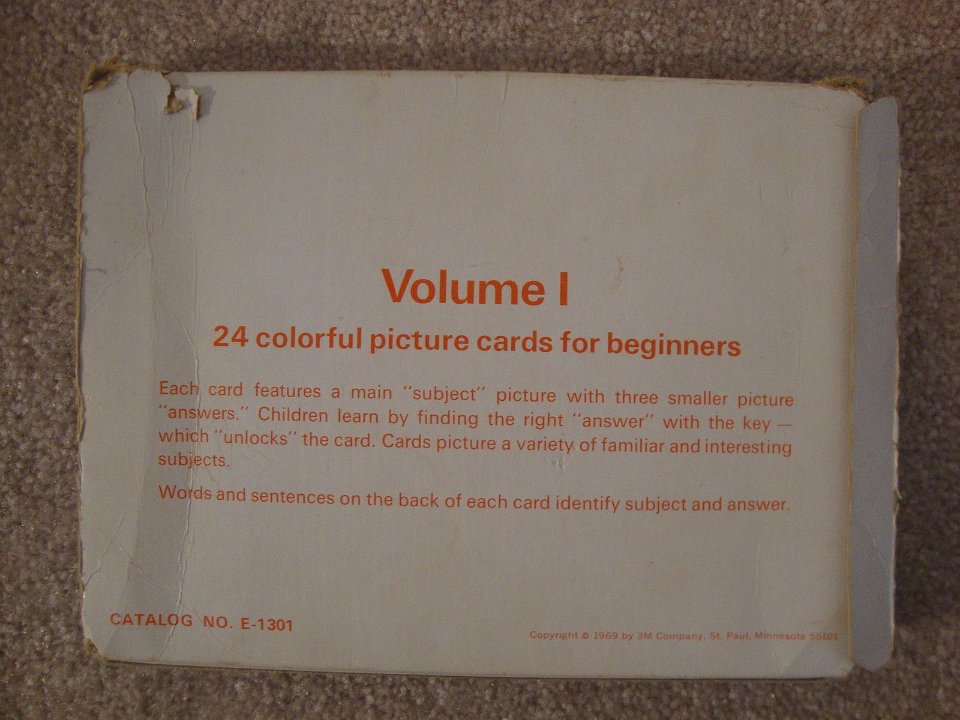 Volume I
24 colorful picture cards for beginners
Each card features a main "subject" picture with three smaller picture
"answers." Children learn by finding the right "answer" with the key —
which "unlocks" the card. Cards picture a variety of familiar and interesting
subjects.
Words and sentences on the back of each card identify subject and answer.
CATALOG NO. E-1301
Copyright © 1969 by 3M Company, St. Paul, Minnesota 55101